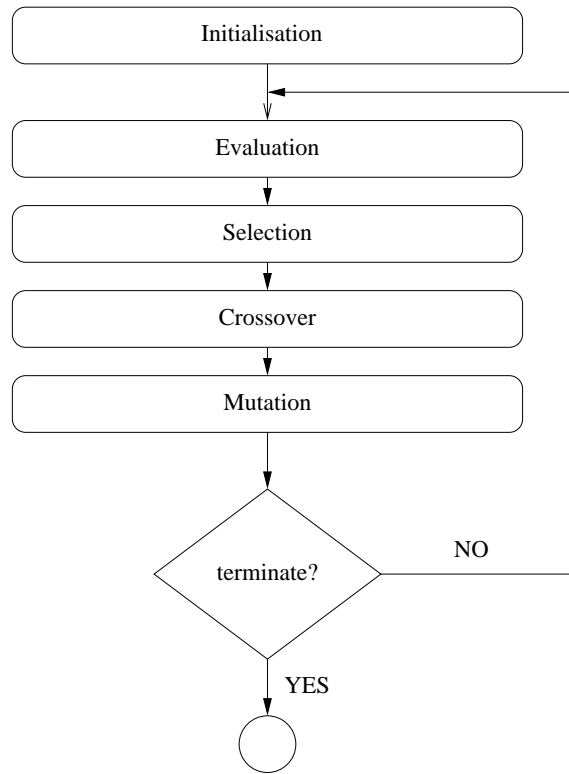 Initialisation
Evaluation
Selection
Crossover
Mutation
terminate?
NO
YES